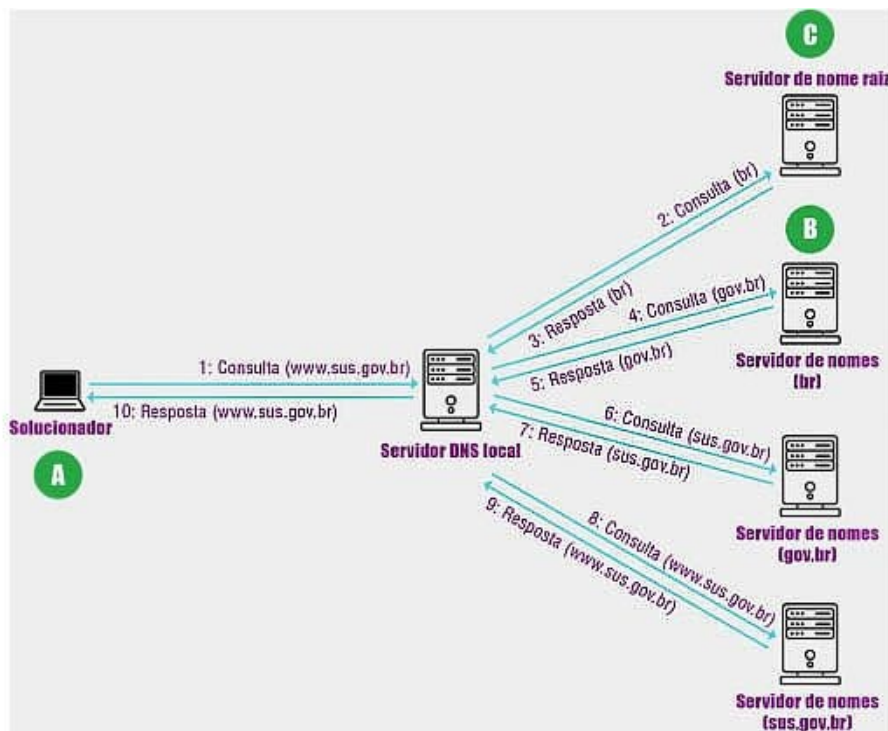 C
Servidor de nome raiz
2: Consulta (br)
B
3: Resposta (br)
4: Consulta (gov.br)
5: Resposta (gov.br)
Servidor de nomes
(br)
1: Consulta (www.sus.gov.br)
10: Resposta (www.sus.gov.br)
Solucionador
A
Servidor DNS local
6: Consulta (sus.gov.br)
7: Resposta (sus.gov.br)
Servidor de nomes
(gov.br)
8: Consulta (www.sus.gov.br)
9: Resposta (www.sus.gov.br)
Servidor de nomes
(sus.gov.br)